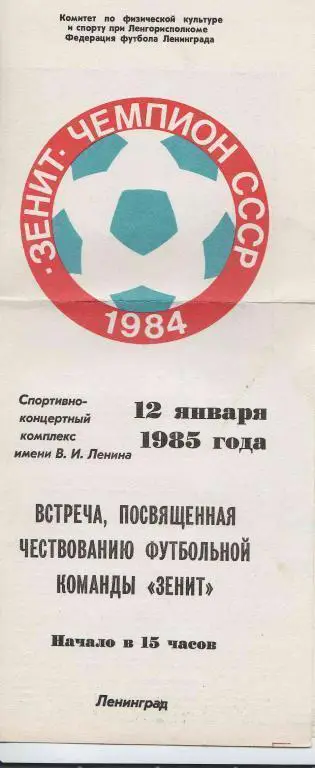 Комитет по физической культуре
и спорту при Ленгорисполкоме
Федерация футбола Ленинграда
·ЗЕНИТ· ЧЕМПИОН СССР
1984
Спортивно-
концертный
комплекс
имени В. И. Ленина
12 января
1985 года
ВСТРЕЧА, ПОСВЯЩЕННАЯ
ЧЕСТВОВАНИЮ ФУТБОЛЬНОЙ
КОМАНДЫ «ЗЕНИТ»
Начало в 15 часов
Ленинград